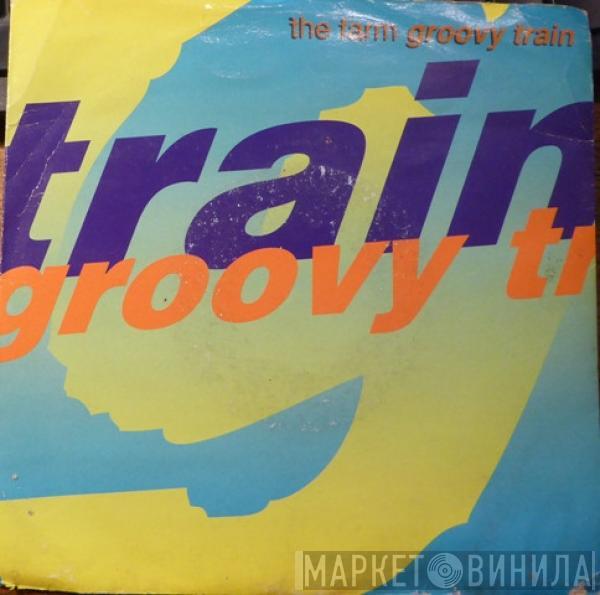 the farm groovy train
train
groovy tr
МАРКЕТ ВИНИЛА